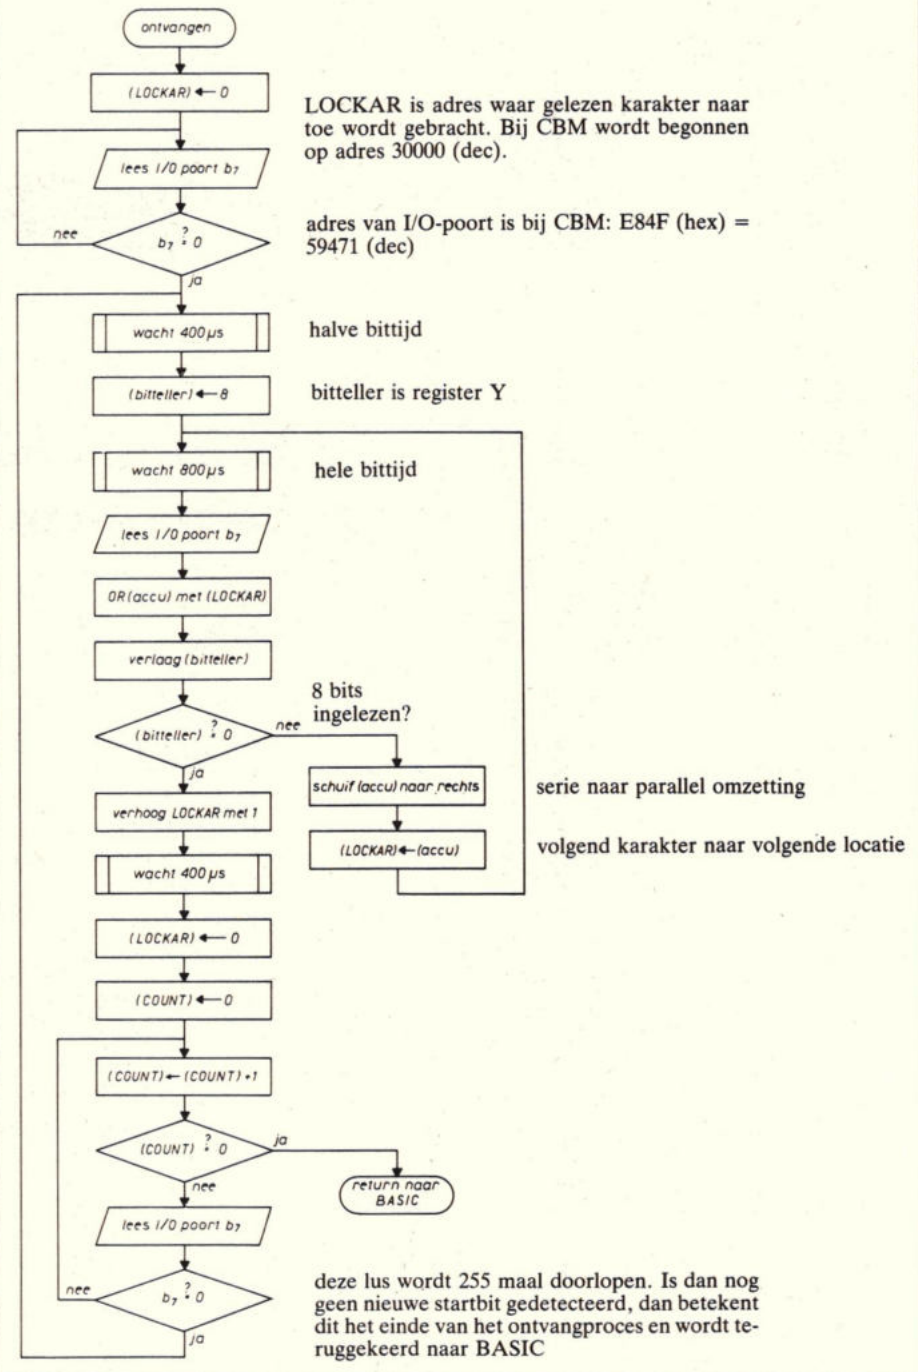 ontvangen
(LOCKAR) ← 0
LOCKAR is adres waar gelezen karakter naar
toe wordt gebracht. Bij CBM wordt begonnen
op adres 30000 (dec).
lees I/O poort b7
adres van I/O-poort is bij CBM: E84F (hex) =
59471 (dec)
nee
b7 ?= 0
ja
wacht 400µs
halve bittijd
(bitteller) ← 8
bitteller is register Y
wacht 800µs
hele bittijd
lees I/O poort b7
OR(accu) met (LOCKAR)
verlaag (bitteller)
8 bits
ingelezen?
(bitteller) ?= 0
nee
ja
schuif (accu) naar rechts
serie naar parallel omzetting
verhoog LOCKAR met 1
(LOCKAR)←(accu)
volgend karakter naar volgende locatie
wacht 400µs
(LOCKAR) ← 0
(COUNT) ← 0
(COUNT)←(COUNT)+1
(COUNT) ?= 0
ja
nee
return naar
BASIC
lees I/O poort b7
nee
b7 ?= 0
ja
deze lus wordt 255 maal doorlopen. Is dan nog
geen nieuwe startbit gedetecteerd, dan betekent
dit het einde van het ontvangproces en wordt te-
ruggekeerd naar BASIC